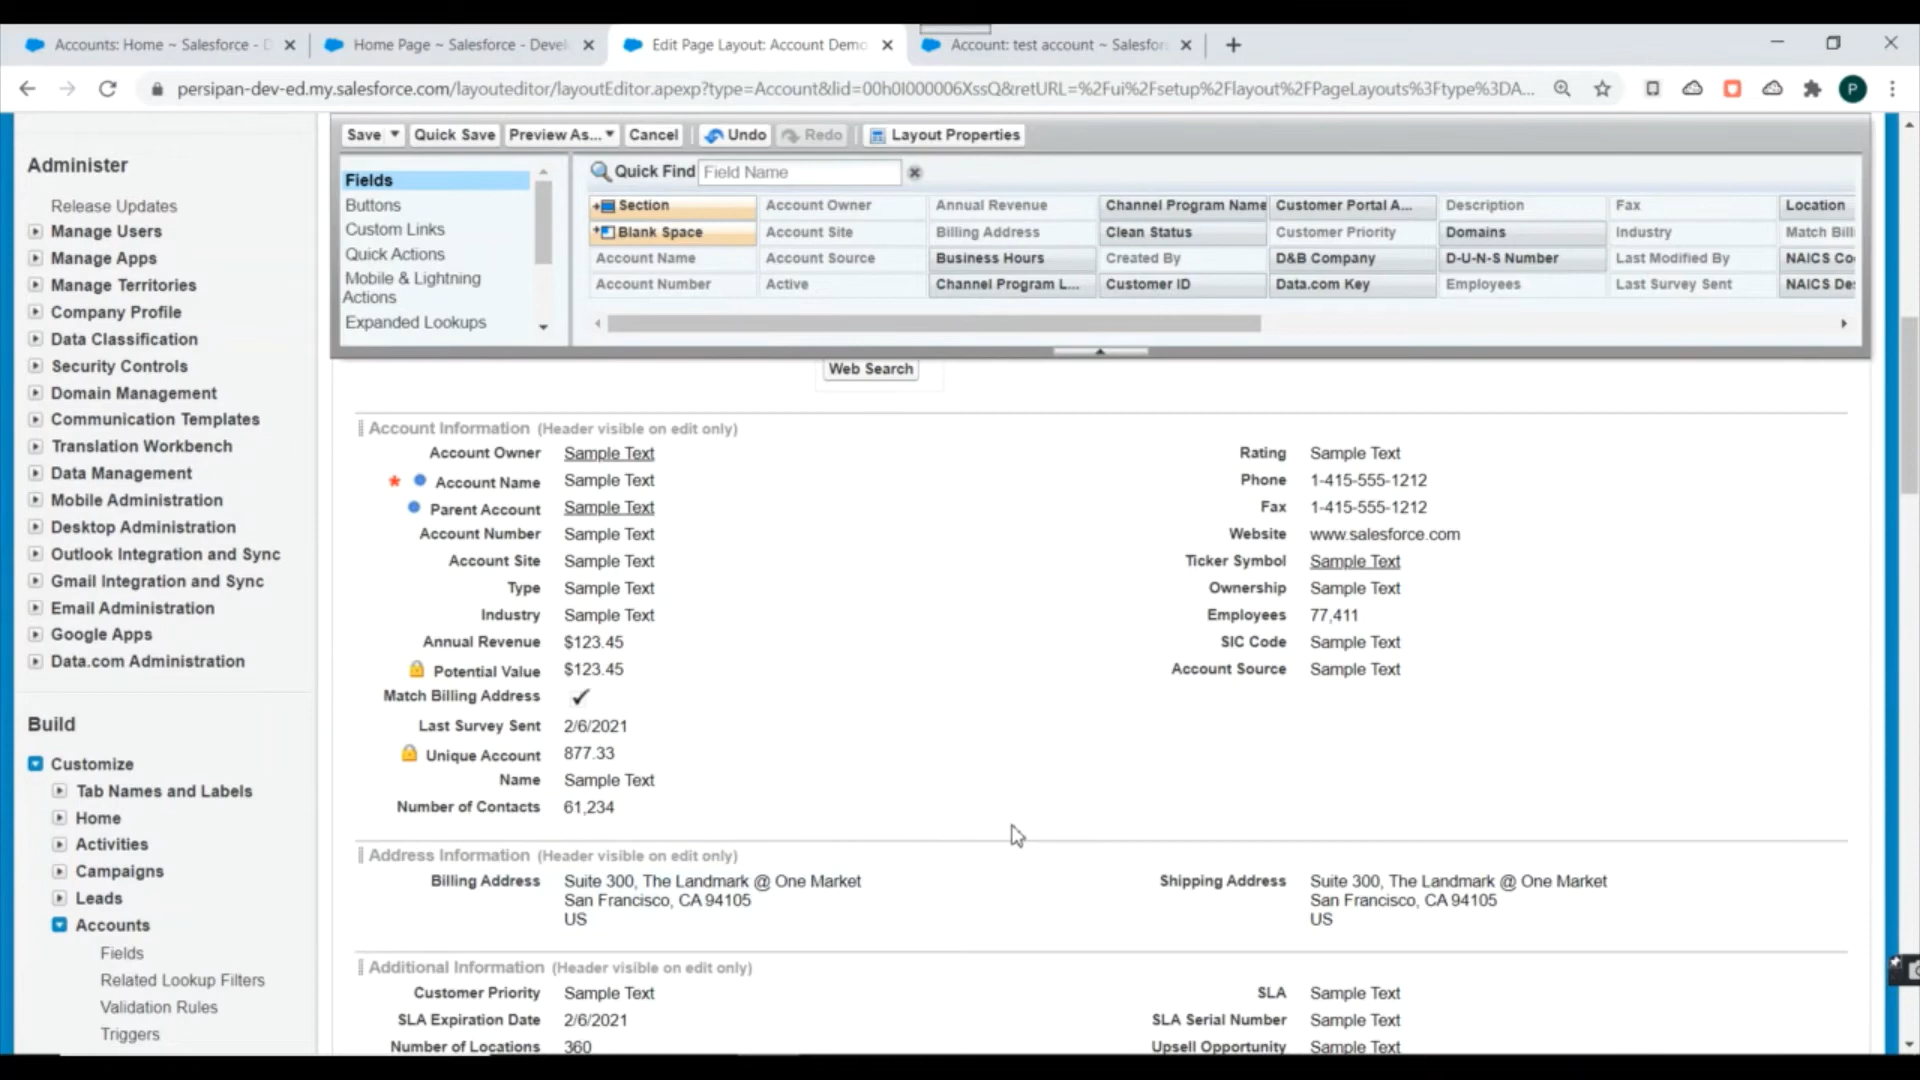 Accounts: Home ~ Salesforce - D
Home Page ~ Salesforce - Devel
Edit Page Layout: Account Demo
Account: test account ~ Salesfor
persipan-dev-ed.my.salesforce.com/layouteditor/layoutEditor.apexp?type=Account&lid=00h0I000006XssQ&retURL=%2Fui%2Fsetup%2Flayout%2FPageLayouts%3Ftype%3DA...
P
Save
Quick Save
Preview As...
Cancel
Undo
Redo
Layout Properties
Fields
Buttons
Custom Links
Quick Actions
Mobile & Lightning
Actions
Expanded Lookups
Quick Find
Field Name
Section
Account Owner
Annual Revenue
Channel Program Name
Customer Portal A...
Description
Fax
Location
Blank Space
Account Site
Billing Address
Clean Status
Customer Priority
Domains
Industry
Match Bill
Account Name
Account Source
Business Hours
Created By
D&B Company
D-U-N-S Number
Last Modified By
NAICS Co
Account Number
Active
Channel Program L...
Customer ID
Data.com Key
Employees
Last Survey Sent
NAICS De
Administer
Release Updates
Manage Users
Manage Apps
Manage Territories
Company Profile
Data Classification
Security Controls
Domain Management
Communication Templates
Translation Workbench
Data Management
Mobile Administration
Desktop Administration
Outlook Integration and Sync
Gmail Integration and Sync
Email Administration
Google Apps
Data.com Administration
Build
Customize
Tab Names and Labels
Home
Activities
Campaigns
Leads
Accounts
Fields
Related Lookup Filters
Validation Rules
Triggers
Web Search
Account Information (Header visible on edit only)
Account Owner Sample Text
* Account Name Sample Text
Parent Account Sample Text
Account Number Sample Text
Account Site Sample Text
Type Sample Text
Industry Sample Text
Annual Revenue $123.45
Potential Value $123.45
Match Billing Address ✓
Last Survey Sent 2/6/2021
Unique Account 877.33
Name Sample Text
Number of Contacts 61,234
Rating Sample Text
Phone 1-415-555-1212
Fax 1-415-555-1212
Website www.salesforce.com
Ticker Symbol Sample Text
Ownership Sample Text
Employees 77,411
SIC Code Sample Text
Account Source Sample Text
Address Information (Header visible on edit only)
Billing Address Suite 300, The Landmark @ One Market
San Francisco, CA 94105
US
Shipping Address Suite 300, The Landmark @ One Market
San Francisco, CA 94105
US
Additional Information (Header visible on edit only)
Customer Priority Sample Text
SLA Expiration Date 2/6/2021
Number of Locations 360
SLA Sample Text
SLA Serial Number Sample Text
Upsell Opportunity Sample Text